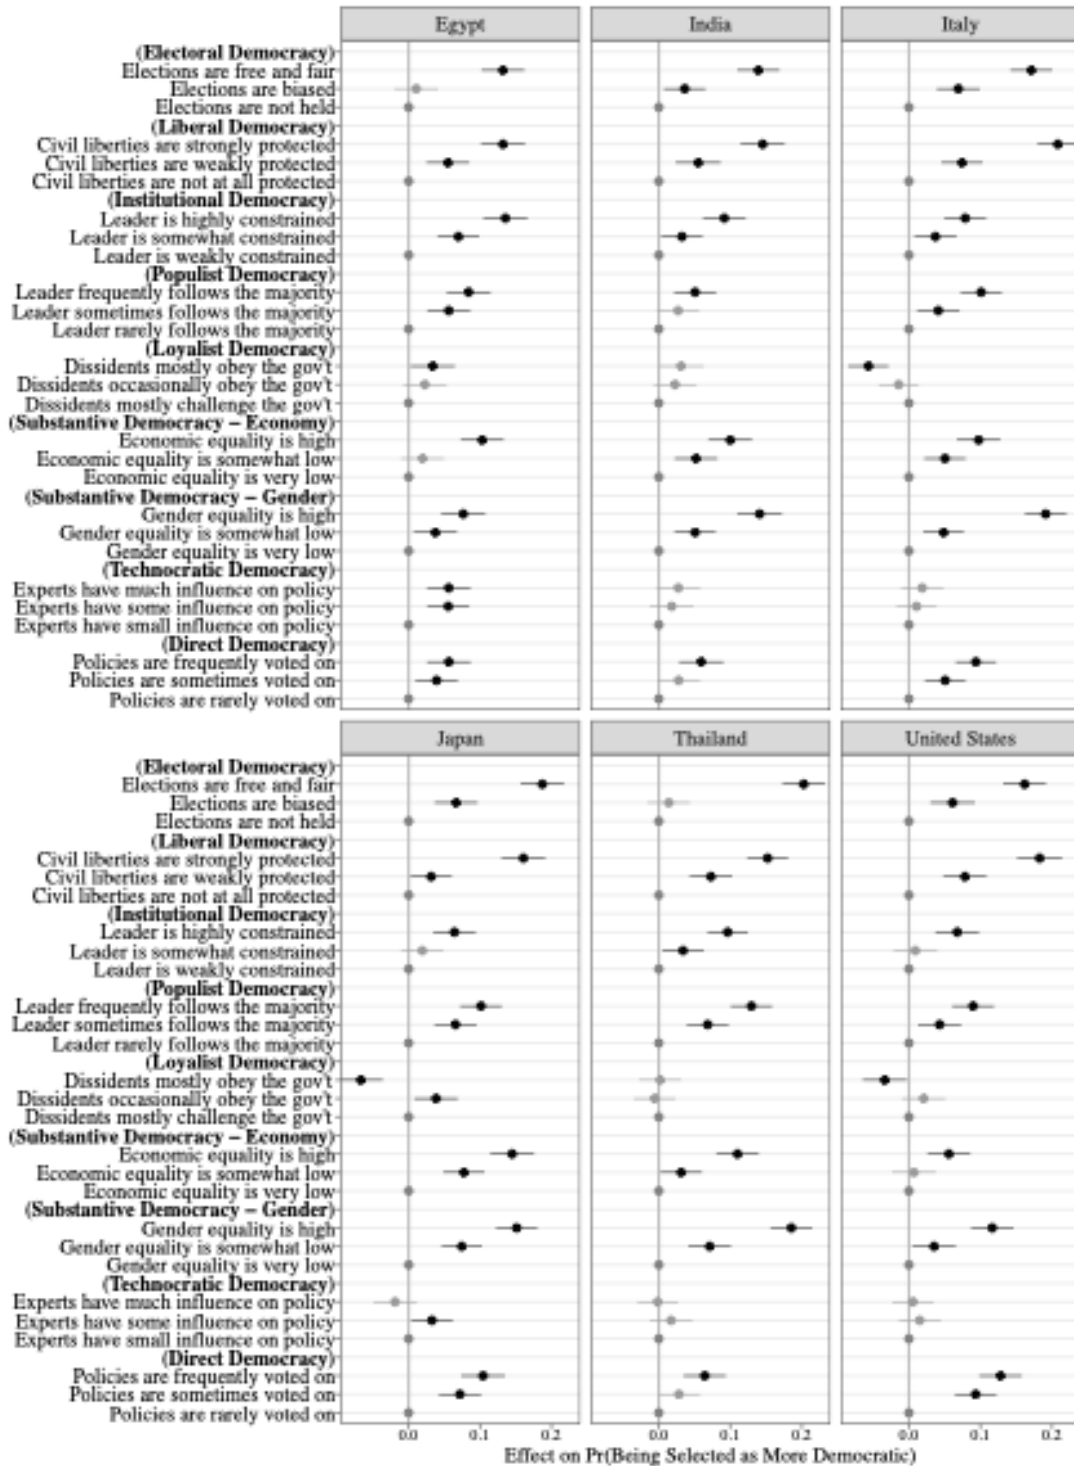 Egypt India Italy
(Electoral Democracy)
Elections are free and fair
Elections are biased
Elections are not held
(Liberal Democracy)
Civil liberties are strongly protected
Civil liberties are weakly protected
Civil liberties are not at all protected
(Institutional Democracy)
Leader is highly constrained
Leader is somewhat constrained
Leader is weakly constrained
(Populist Democracy)
Leader frequently follows the majority
Leader sometimes follows the majority
Leader rarely follows the majority
(Loyalist Democracy)
Dissidents mostly obey the gov't
Dissidents occasionally obey the gov't
Dissidents mostly challenge the gov't
(Substantive Democracy – Economy)
Economic equality is high
Economic equality is somewhat low
Economic equality is very low
(Substantive Democracy – Gender)
Gender equality is high
Gender equality is somewhat low
Gender equality is very low
(Technocratic Democracy)
Experts have much influence on policy
Experts have some influence on policy
Experts have small influence on policy
(Direct Democracy)
Policies are frequently voted on
Policies are sometimes voted on
Policies are rarely voted on
Japan Thailand United States
(Electoral Democracy)
Elections are free and fair
Elections are biased
Elections are not held
(Liberal Democracy)
Civil liberties are strongly protected
Civil liberties are weakly protected
Civil liberties are not at all protected
(Institutional Democracy)
Leader is highly constrained
Leader is somewhat constrained
Leader is weakly constrained
(Populist Democracy)
Leader frequently follows the majority
Leader sometimes follows the majority
Leader rarely follows the majority
(Loyalist Democracy)
Dissidents mostly obey the gov't
Dissidents occasionally obey the gov't
Dissidents mostly challenge the gov't
(Substantive Democracy – Economy)
Economic equality is high
Economic equality is somewhat low
Economic equality is very low
(Substantive Democracy – Gender)
Gender equality is high
Gender equality is somewhat low
Gender equality is very low
(Technocratic Democracy)
Experts have much influence on policy
Experts have some influence on policy
Experts have small influence on policy
(Direct Democracy)
Policies are frequently voted on
Policies are sometimes voted on
Policies are rarely voted on
0.0 0.1 0.2 0.0 0.1 0.2 0.0 0.1 0.2
Effect on Pr(Being Selected as More Democratic)